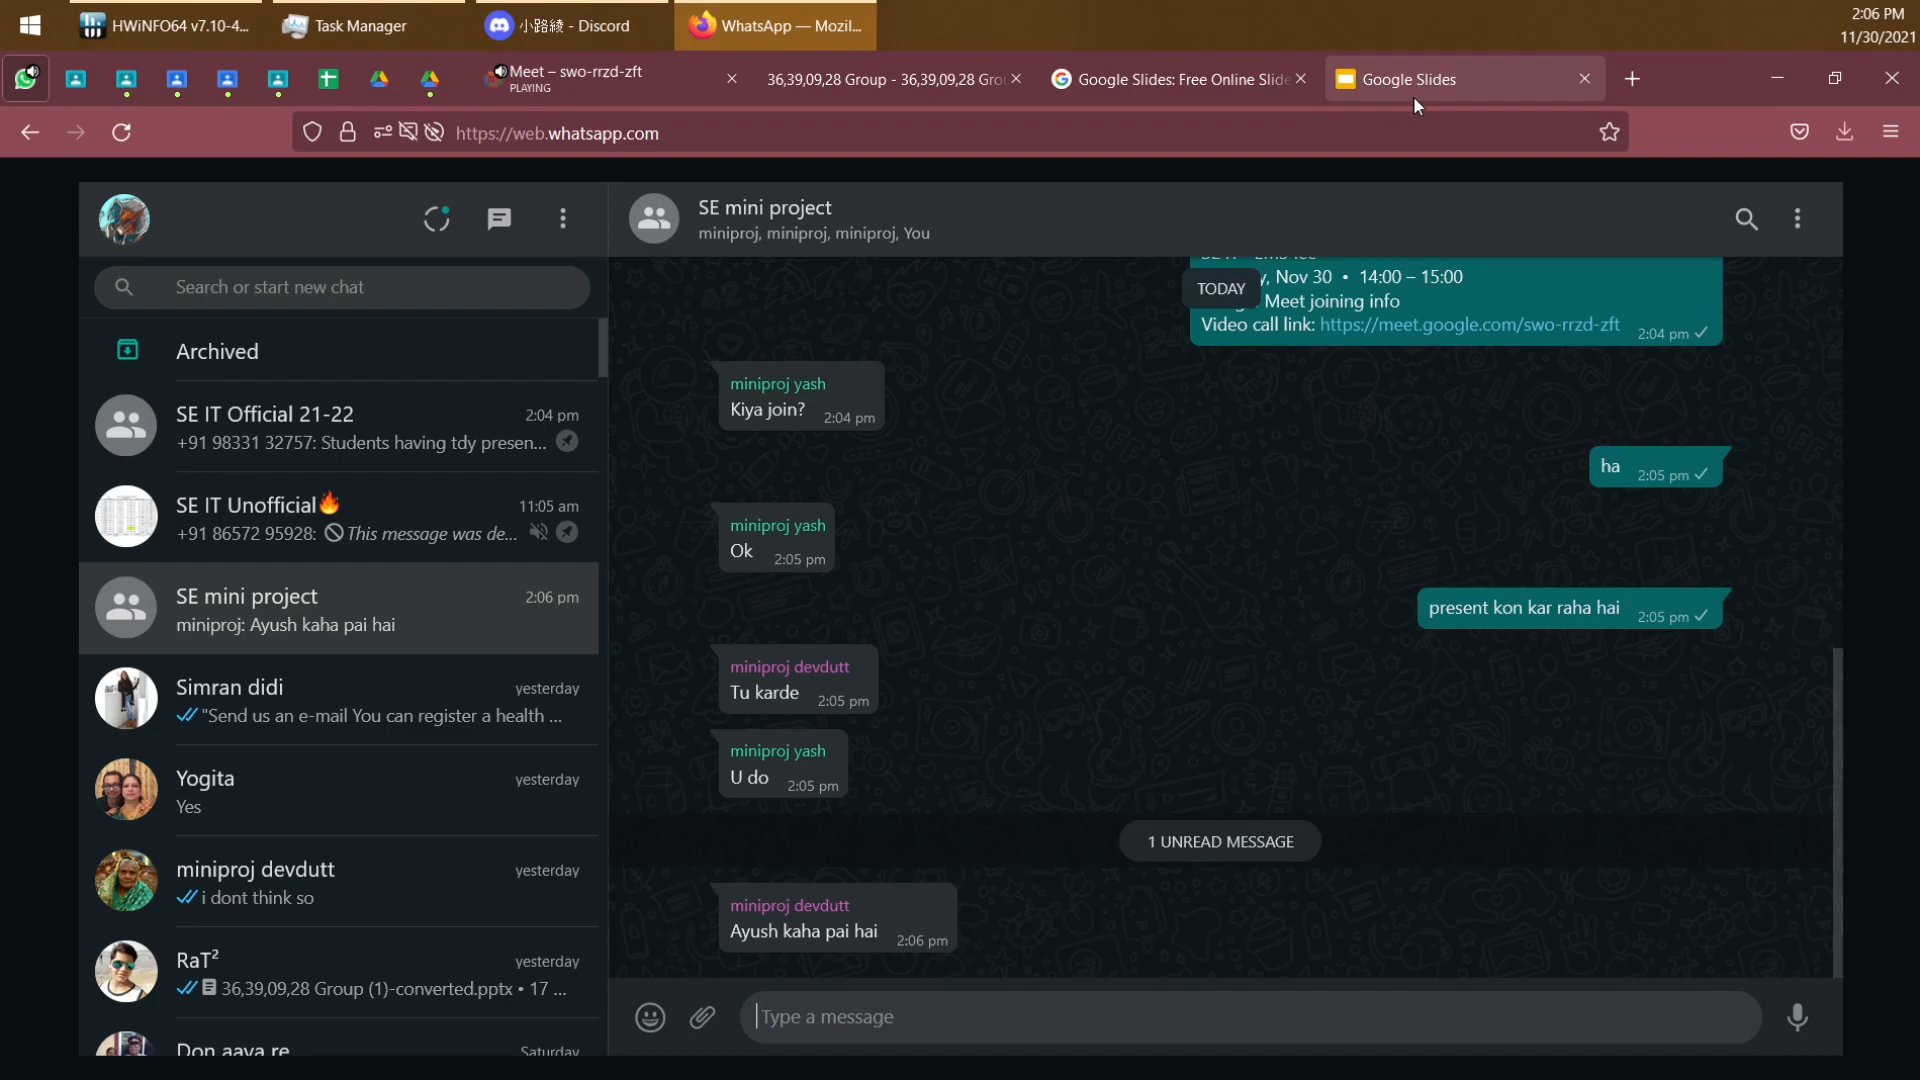 HWiNFO64 v7.10-4...
Task Manager
小路綾 - Discord
WhatsApp — Mozil...
2:06 PM
11/30/2021
Meet – swo-rrzd-zft
PLAYING
36,39,09,28 Group - 36,39,09,28 Grou
Google Slides: Free Online Slide
Google Slides
https://web.whatsapp.com
SE mini project
miniproj, miniproj, miniproj, You
Search or start new chat
Archived
SE IT Official 21-22
2:04 pm
+91 98331 32757: Students having tdy presen...
SE IT Unofficial🔥
11:05 am
+91 86572 95928: This message was de...
SE mini project
2:06 pm
miniproj: Ayush kaha pai hai
Simran didi
yesterday
"Send us an e-mail You can register a health ...
Yogita
yesterday
Yes
miniproj devdutt
yesterday
i dont think so
RaT²
yesterday
36,39,09,28 Group (1)-converted.pptx • 17 ...
Don aaya re
Saturday
TODAY
y, Nov 30 • 14:00 – 15:00
Meet joining info
Video call link: https://meet.google.com/swo-rrzd-zft
2:04 pm
miniproj yash
Kiya join?
2:04 pm
ha
2:05 pm
miniproj yash
Ok
2:05 pm
present kon kar raha hai
2:05 pm
miniproj devdutt
Tu karde
2:05 pm
miniproj yash
U do
2:05 pm
1 UNREAD MESSAGE
miniproj devdutt
Ayush kaha pai hai
2:06 pm
Type a message